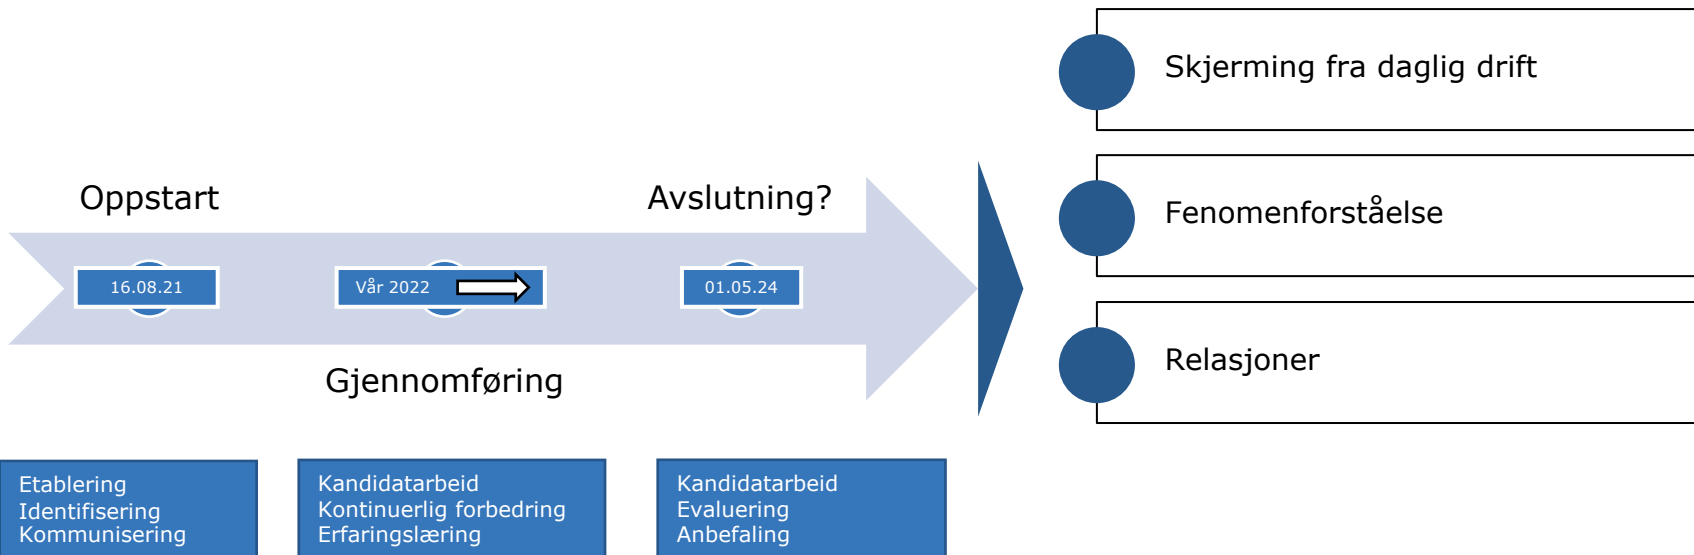 Oppstart
Avslutning?
16.08.21
Vår 2022
01.05.24
Gjennomføring
Etablering
Identifisering
Kommunisering
Kandidatarbeid
Kontinuerlig forbedring
Erfaringslæring
Kandidatarbeid
Evaluering
Anbefaling
Skjerming fra daglig drift
Fenomenforståelse
Relasjoner